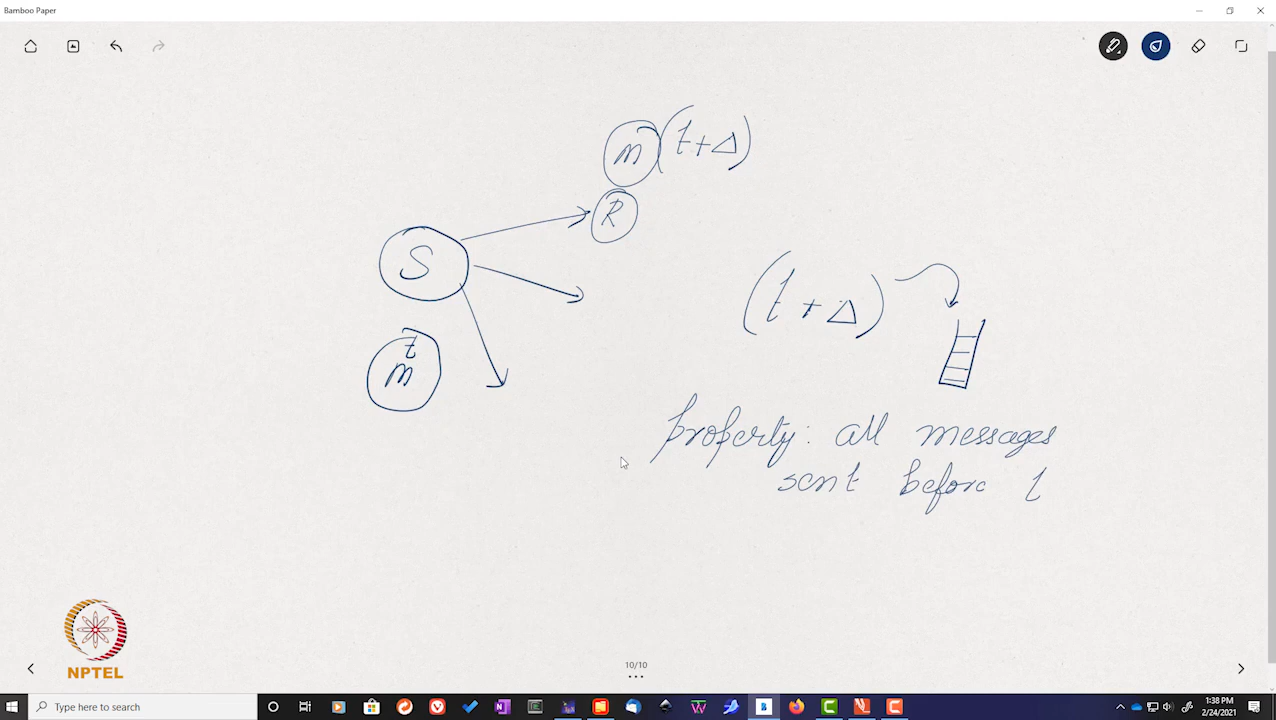 Bamboo Paper
m (t+Δ)
R
S
(t + Δ)
t
m
property: all messages
sent before t
NPTEL
10/10
Type here to search
1:38 PM
2/24/2021